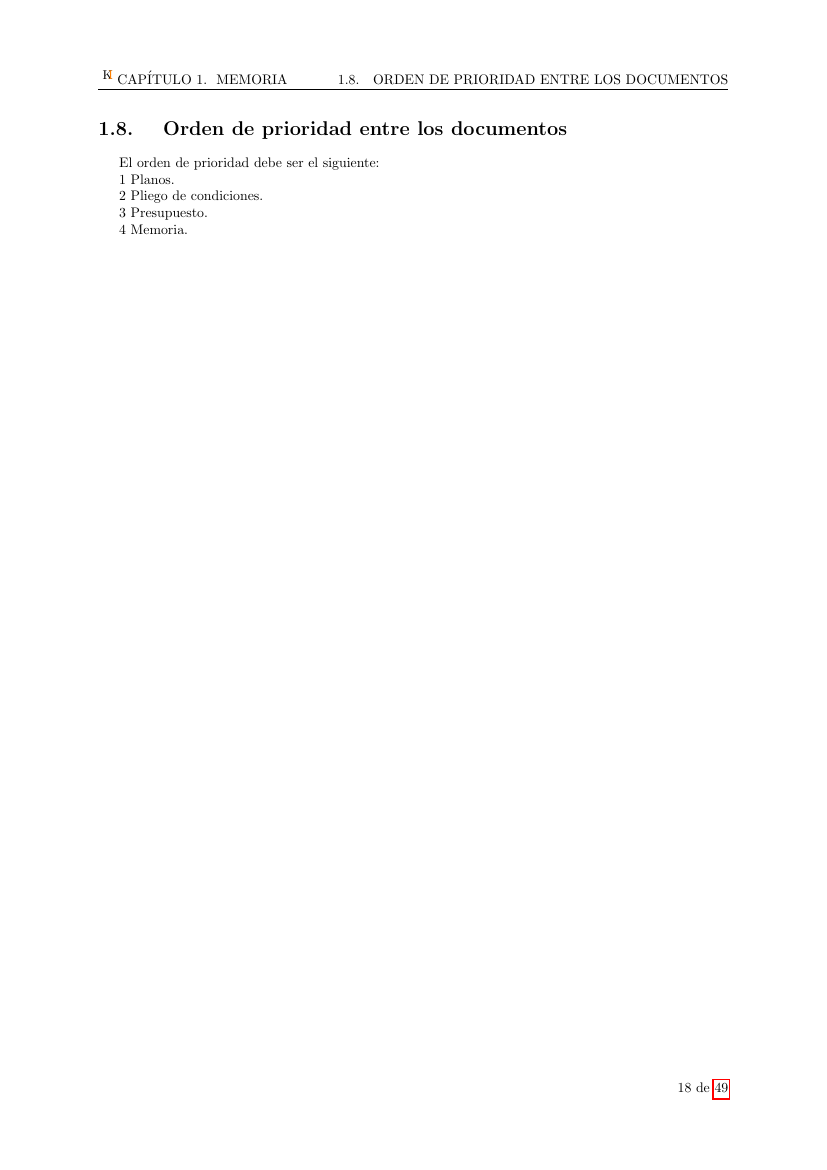 K CAPÍTULO 1. MEMORIA 1.8. ORDEN DE PRIORIDAD ENTRE LOS DOCUMENTOS
1.8. Orden de prioridad entre los documentos
El orden de prioridad debe ser el siguiente:
1 Planos.
2 Pliego de condiciones.
3 Presupuesto.
4 Memoria.
18 de 49